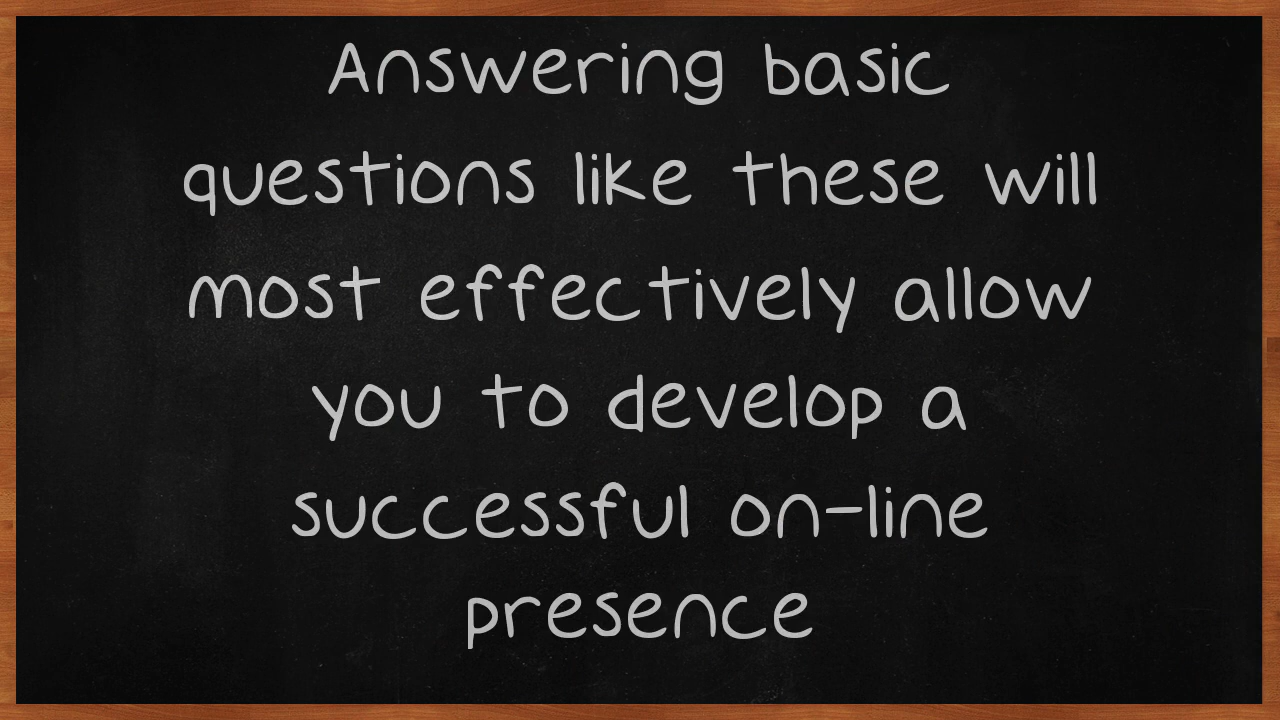 Answering basic
questions like these will
most effectively allow
you to develop a
successful on-line
presence